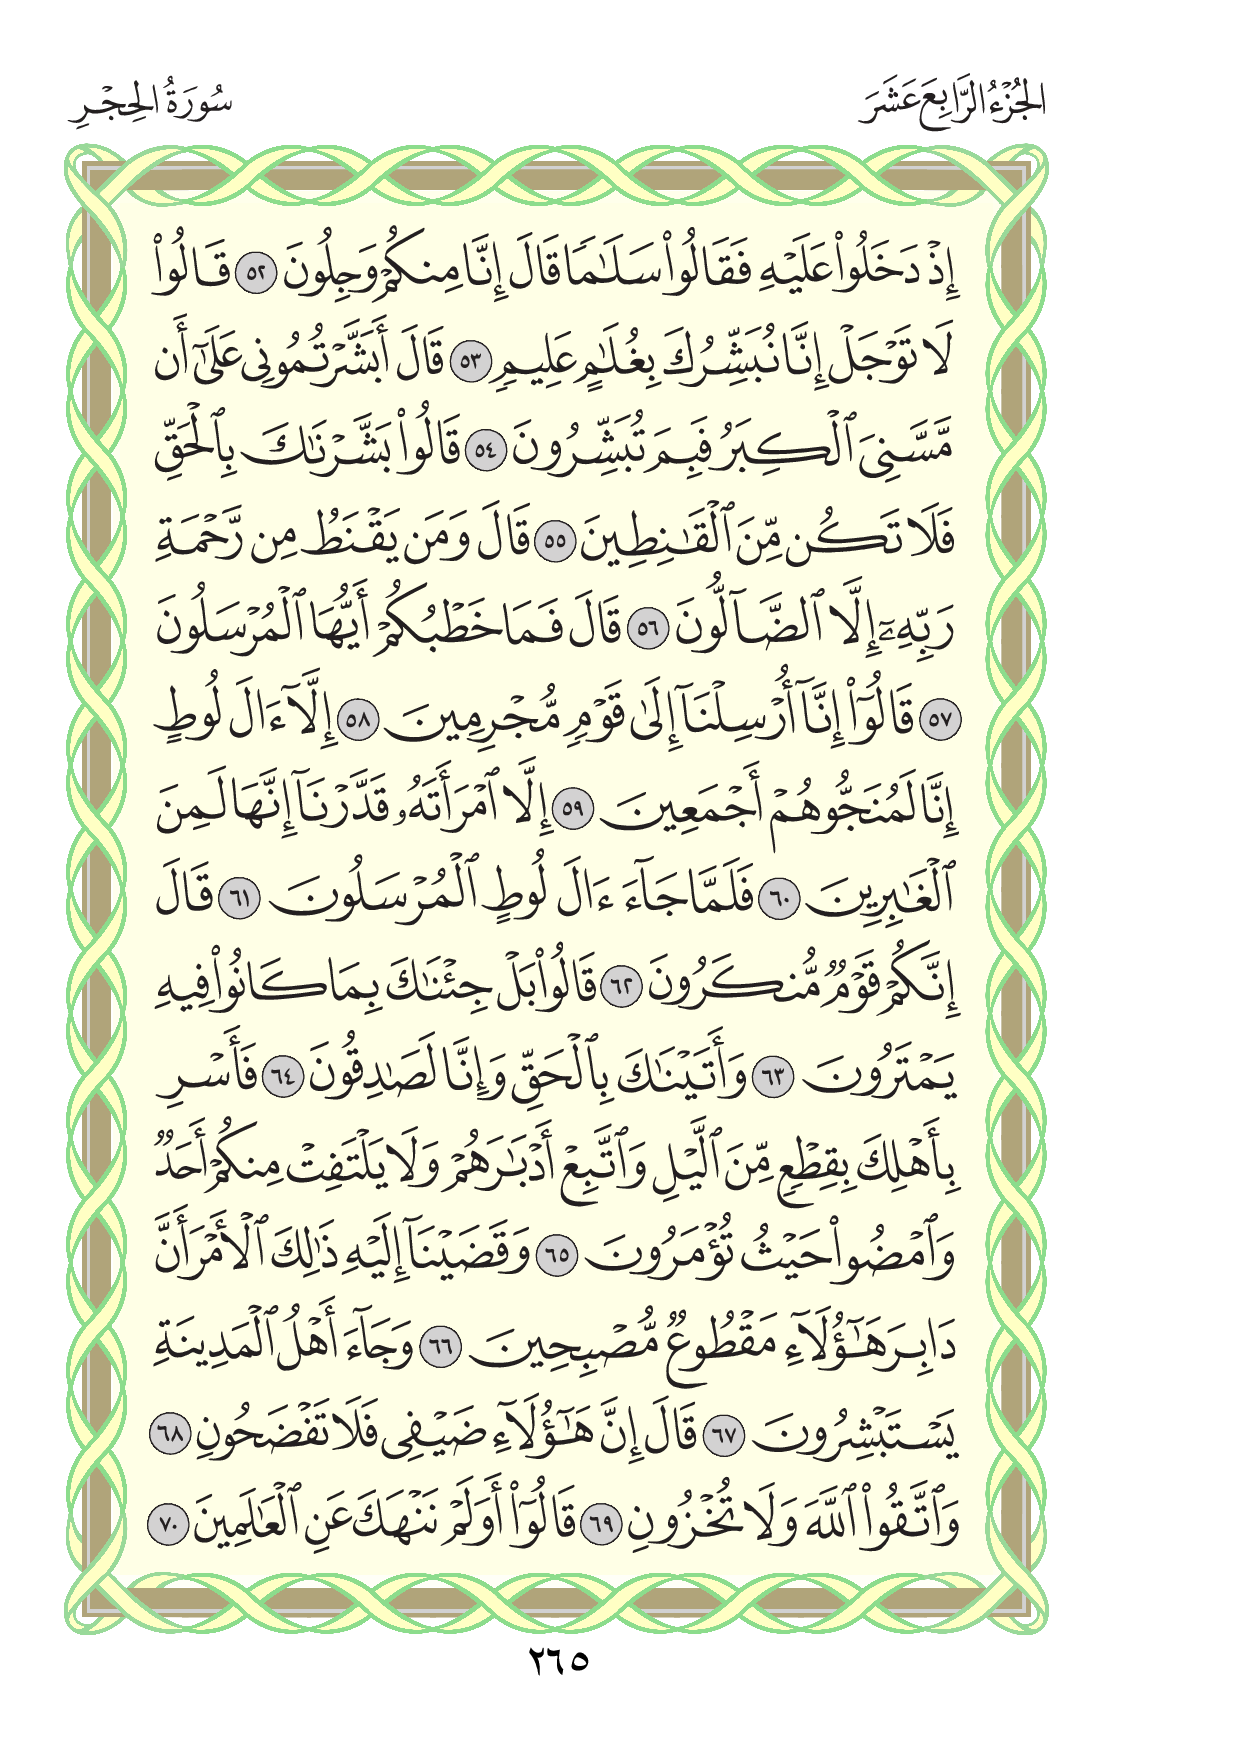 الجُزْءُ الرَّابِعَ عَشَرَ
سُورَةُ الحِجْرِ
إِذْ دَخَلُوا۟ عَلَيْهِ فَقَالُوا۟ سَلَـٰمًا قَالَ إِنَّا مِنكُمْ وَجِلُونَ ٥٢ قَالُوا۟
لَا تَوْجَلْ إِنَّا نُبَشِّرُكَ بِغُلَـٰمٍ عَلِيمٍ ٥٣ قَالَ أَبَشَّرْتُمُونِى عَلَىٰٓ أَن
مَّسَّنِىَ ٱلْكِبَرُ فَبِمَ تُبَشِّرُونَ ٥٤ قَالُوا۟ بَشَّرْنَـٰكَ بِٱلْحَقِّ
فَلَا تَكُن مِّنَ ٱلْقَـٰنِطِينَ ٥٥ قَالَ وَمَن يَقْنَطُ مِن رَّحْمَةِ
رَبِّهِۦٓ إِلَّا ٱلضَّآلُّونَ ٥٦ قَالَ فَمَا خَطْبُكُمْ أَيُّهَا ٱلْمُرْسَلُونَ
٥٧ قَالُوٓا۟ إِنَّآ أُرْسِلْنَآ إِلَىٰ قَوْمٍ مُّجْرِمِينَ ٥٨ إِلَّآ ءَالَ لُوطٍ
إِنَّا لَمُنَجُّوهُمْ أَجْمَعِينَ ٥٩ إِلَّا ٱمْرَأَتَهُۥ قَدَّرْنَآ إِنَّهَا لَمِنَ
ٱلْغَـٰبِرِينَ ٦٠ فَلَمَّا جَآءَ ءَالَ لُوطٍ ٱلْمُرْسَلُونَ ٦١ قَالَ
إِنَّكُمْ قَوْمٌ مُّنكَرُونَ ٦٢ قَالُوا۟ بَلْ جِئْنَـٰكَ بِمَا كَانُوا۟ فِيهِ
يَمْتَرُونَ ٦٣ وَأَتَيْنَـٰكَ بِٱلْحَقِّ وَإِنَّا لَصَـٰدِقُونَ ٦٤ فَأَسْرِ
بِأَهْلِكَ بِقِطْعٍ مِّنَ ٱلَّيْلِ وَٱتَّبِعْ أَدْبَـٰرَهُمْ وَلَا يَلْتَفِتْ مِنكُمْ أَحَدٌ
وَٱمْضُوا۟ حَيْثُ تُؤْمَرُونَ ٦٥ وَقَضَيْنَآ إِلَيْهِ ذَٰلِكَ ٱلْأَمْرَ أَنَّ
دَابِرَ هَـٰٓؤُلَآءِ مَقْطُوعٌ مُّصْبِحِينَ ٦٦ وَجَآءَ أَهْلُ ٱلْمَدِينَةِ
يَسْتَبْشِرُونَ ٦٧ قَالَ إِنَّ هَـٰٓؤُلَآءِ ضَيْفِى فَلَا تَفْضَحُونِ ٦٨
وَٱتَّقُوا۟ ٱللَّهَ وَلَا تُخْزُونِ ٦٩ قَالُوٓا۟ أَوَلَمْ نَنْهَكَ عَنِ ٱلْعَـٰلَمِينَ ٧٠
٢٦٥